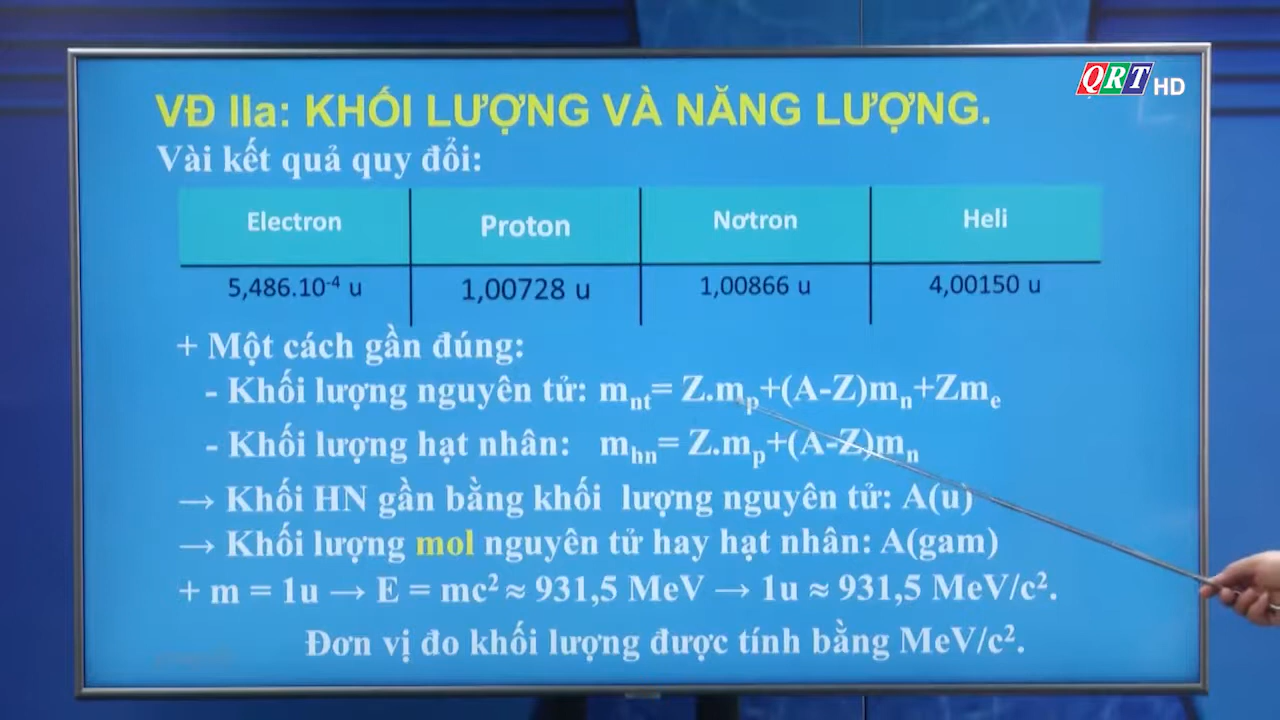 QRT HD
VĐ IIa: KHỐI LƯỢNG VÀ NĂNG LƯỢNG.
Vài kết quả quy đổi:
Electron Proton Nơtron Heli
5,486.10⁻⁴ u 1,00728 u 1,00866 u 4,00150 u
+ Một cách gần đúng:
- Khối lượng nguyên tử: mₙₜ= Z.mₚ+(A-Z)mₙ+Zmₑ
- Khối lượng hạt nhân: mₕₙ= Z.mₚ+(A-Z)mₙ
→ Khối HN gần bằng khối lượng nguyên tử: A(u)
→ Khối lượng mol nguyên tử hay hạt nhân: A(gam)
+ m = 1u → E = mc² ≈ 931,5 MeV → 1u ≈ 931,5 MeV/c².
Đơn vị đo khối lượng được tính bằng MeV/c².